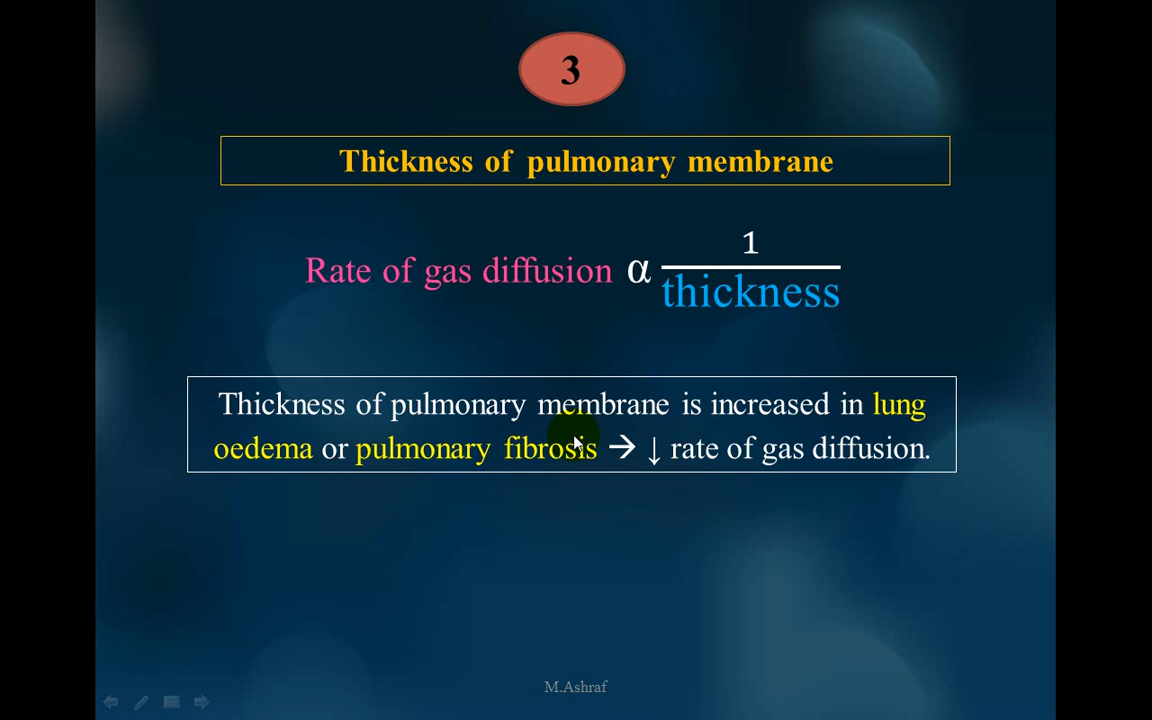 3
Thickness of pulmonary membrane
Rate of gas diffusion α 1
thickness
Thickness of pulmonary membrane is increased in lung
oedema or pulmonary fibrosis → ↓ rate of gas diffusion.
M.Ashraf